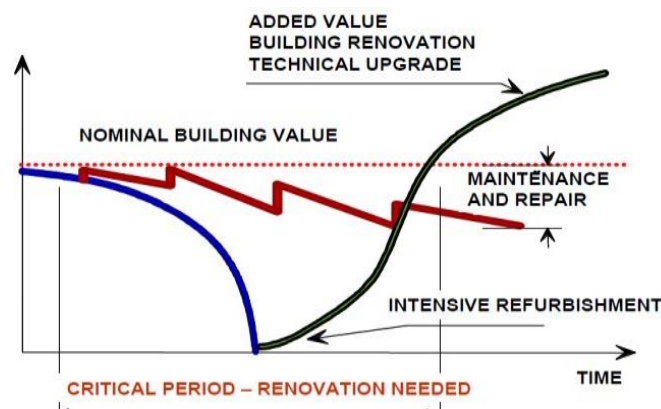 ADDED VALUE
BUILDING RENOVATION
TECHNICAL UPGRADE
NOMINAL BUILDING VALUE
MAINTENANCE
AND REPAIR
INTENSIVE REFURBISHMENT
TIME
CRITICAL PERIOD – RENOVATION NEEDED